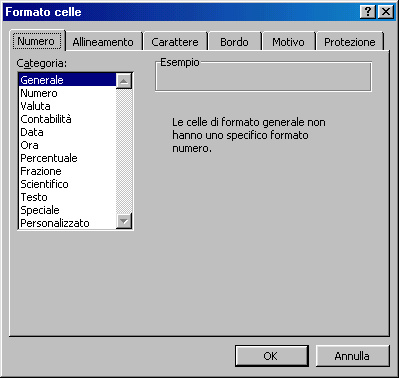 Formato celle
Numero Allineamento Carattere Bordo Motivo Protezione
Categoria:
Generale
Numero
Valuta
Contabilità
Data
Ora
Percentuale
Frazione
Scientifico
Testo
Speciale
Personalizzato
Esempio
Le celle di formato generale non
hanno uno specifico formato
numero.
OK Annulla